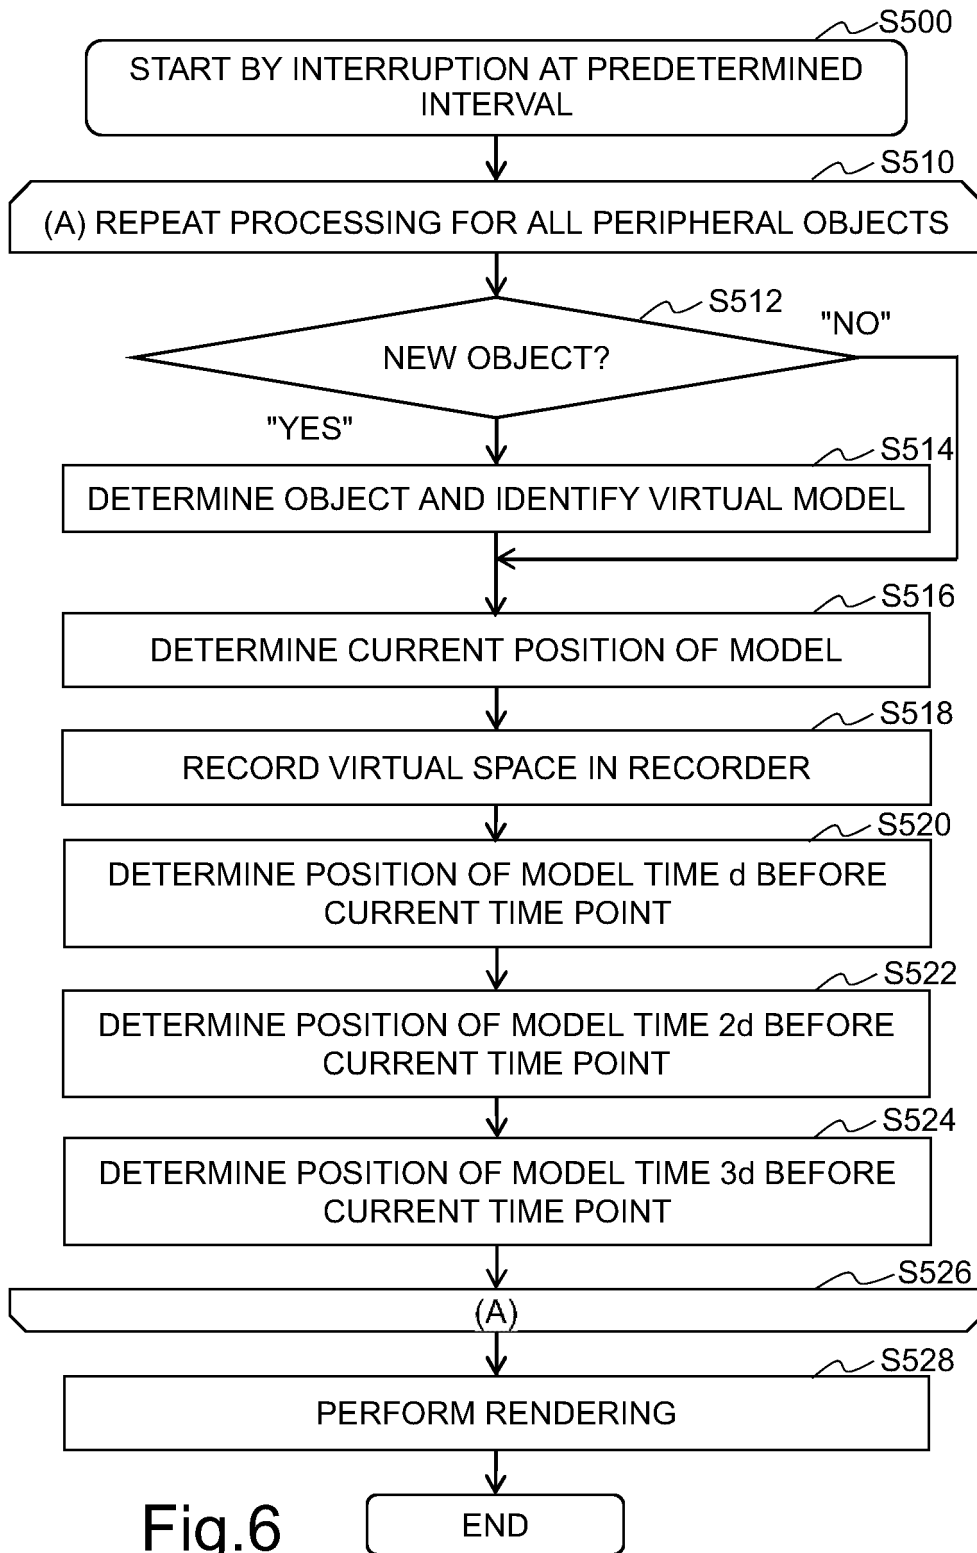 S500
START BY INTERRUPTION AT PREDETERMINED
INTERVAL
S510
(A) REPEAT PROCESSING FOR ALL PERIPHERAL OBJECTS
S512
"NO"
NEW OBJECT?
"YES"
S514
DETERMINE OBJECT AND IDENTIFY VIRTUAL MODEL
S516
DETERMINE CURRENT POSITION OF MODEL
S518
RECORD VIRTUAL SPACE IN RECORDER
S520
DETERMINE POSITION OF MODEL TIME d BEFORE
CURRENT TIME POINT
S522
DETERMINE POSITION OF MODEL TIME 2d BEFORE
CURRENT TIME POINT
S524
DETERMINE POSITION OF MODEL TIME 3d BEFORE
CURRENT TIME POINT
S526
(A)
S528
PERFORM RENDERING
END
Fig.6